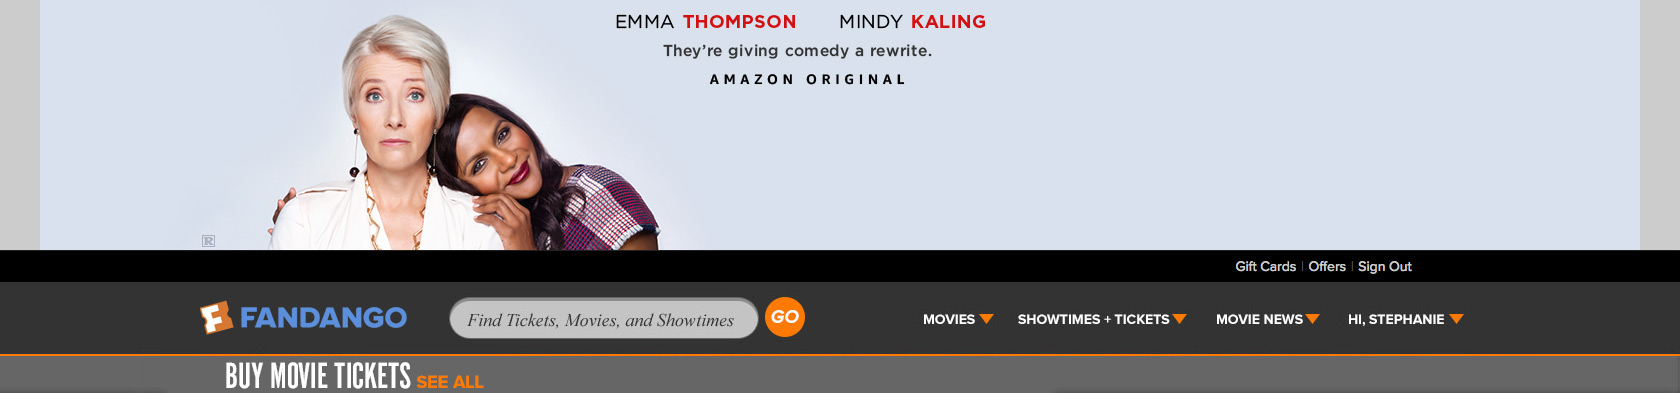 EMMA THOMPSON MINDY KALING
They're giving comedy a rewrite.
AMAZON ORIGINAL
R
Gift Cards | Offers | Sign Out
F FANDANGO
Find Tickets, Movies, and Showtimes
GO
MOVIES SHOWTIMES + TICKETS MOVIE NEWS HI, STEPHANIE
BUY MOVIE TICKETS SEE ALL